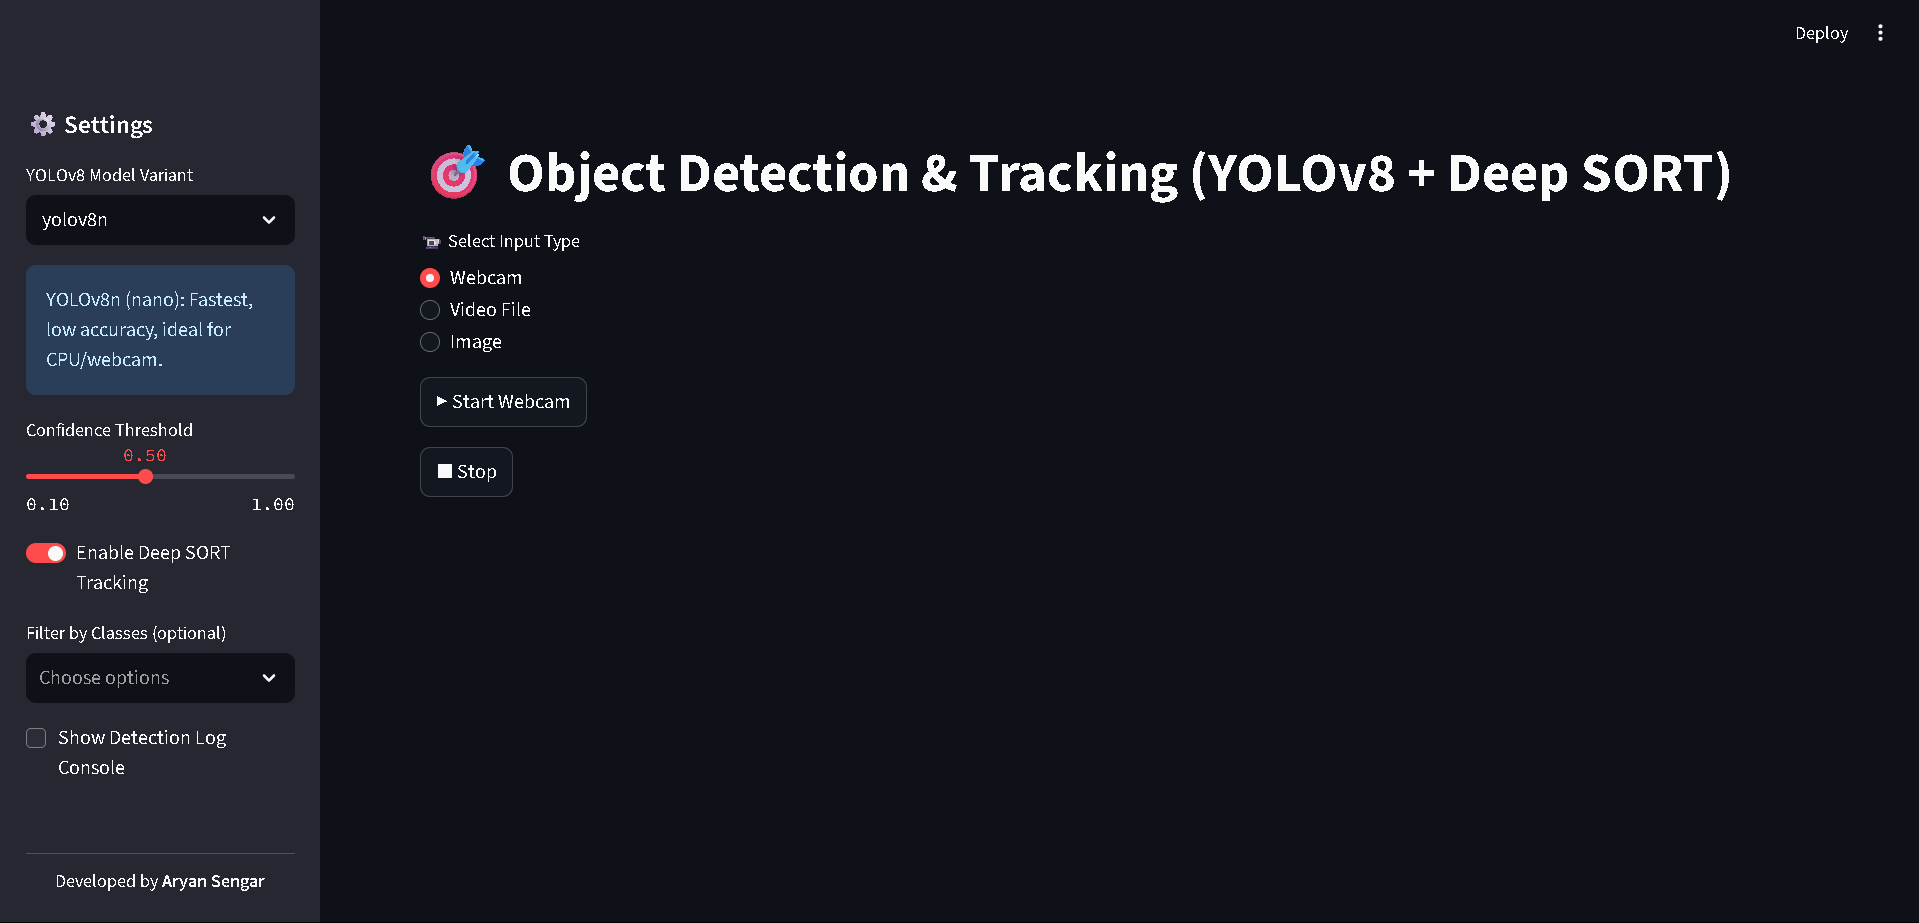 Deploy
⚙️ Settings
YOLOv8 Model Variant
yolov8n
YOLOv8n (nano): Fastest,
low accuracy, ideal for
CPU/webcam.
Confidence Threshold
0.50
0.10 1.00
Enable Deep SORT
Tracking
Filter by Classes (optional)
Choose options
Show Detection Log
Console
Developed by Aryan Sengar
🎯 Object Detection & Tracking (YOLOv8 + Deep SORT)
Select Input Type
Webcam
Video File
Image
▶ Start Webcam
■ Stop